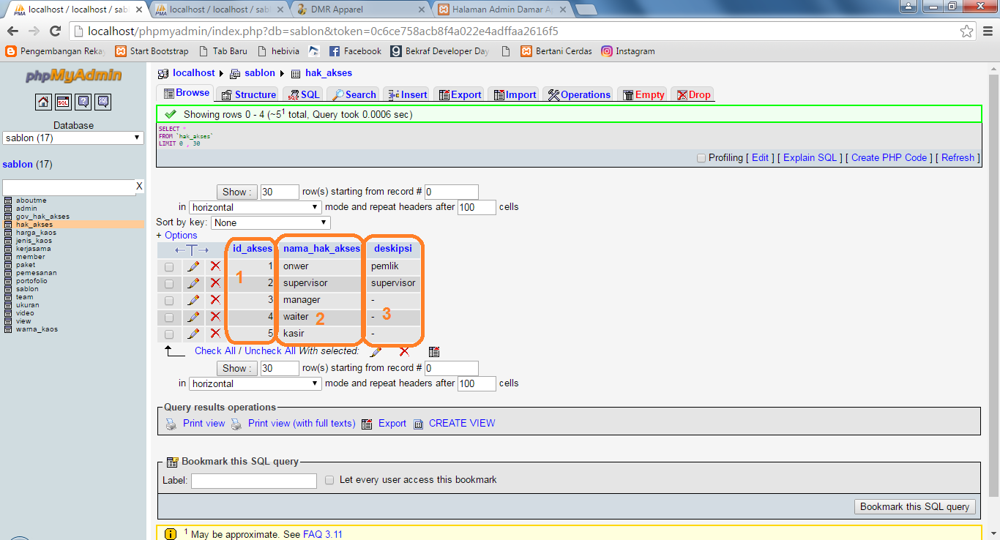 localhost / localhost / sabl
localhost / localhost / sabl
DMR Apparel
Halaman Admin Damar Ap
localhost/phpmyadmin/index.php?db=sablon&token=0c6ce758acb8f4a022e4adffaa2616f5
Pengembangan Rekay
Start Bootstrap
Tab Baru
hebivia
Facebook
Bekraf Developer Day
Bertani Cerdas
Instagram
phpMyAdmin
SQL
SQL
Database
sablon (17)
sablon (17)
X
aboutme
admin
gov_hak_akses
hak_akses
harga_kaos
jenis_kaos
kerjasama
member
paket
pemesanan
portofolio
sablon
team
ukuran
video
view
warna_kaos
localhost sablon hak_akses
Browse Structure SQL Search Insert Export Import Operations Empty Drop
Showing rows 0 - 4 (~5¹ total, Query took 0.0006 sec)
SELECT *
FROM `hak_akses`
LIMIT 0 , 30
Profiling [ Edit ] [ Explain SQL ] [ Create PHP Code ] [ Refresh ]
Show : 30 row(s) starting from record # 0
in horizontal mode and repeat headers after 100 cells
Sort by key: None
+ Options
←T→ id_akses nama_hak_akses deskipsi
1 onwer pemlik
2 supervisor supervisor
3 manager -
4 waiter -
5 kasir -
1
2
3
Check All / Uncheck All With selected:
Show : 30 row(s) starting from record # 0
in horizontal mode and repeat headers after 100 cells
Query results operations
Print view Print view (with full texts) Export CREATE VIEW
Bookmark this SQL query
Label: Let every user access this bookmark
Bookmark this SQL query
¹ May be approximate. See FAQ 3.11